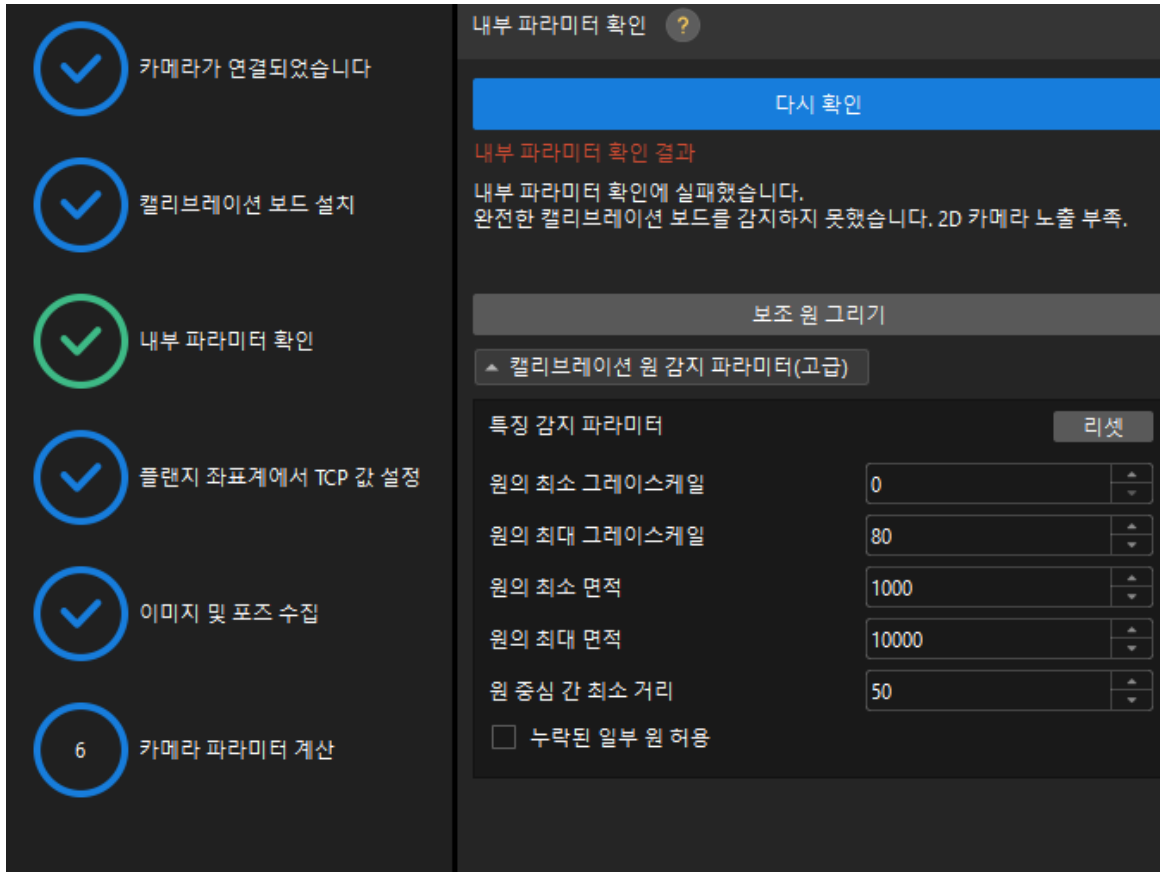 카메라가 연결되었습니다
캘리브레이션 보드 설치
내부 파라미터 확인
플랜지 좌표계에서 TCP 값 설정
이미지 및 포즈 수집
6 카메라 파라미터 계산
내부 파라미터 확인 ?
다시 확인
내부 파라미터 확인 결과
내부 파라미터 확인에 실패했습니다.
완전한 캘리브레이션 보드를 감지하지 못했습니다. 2D 카메라 노출 부족.
보조 원 그리기
캘리브레이션 원 감지 파라미터(고급)
특징 감지 파라미터 리셋
원의 최소 그레이스케일 0
원의 최대 그레이스케일 80
원의 최소 면적 1000
원의 최대 면적 10000
원 중심 간 최소 거리 50
누락된 일부 원 허용